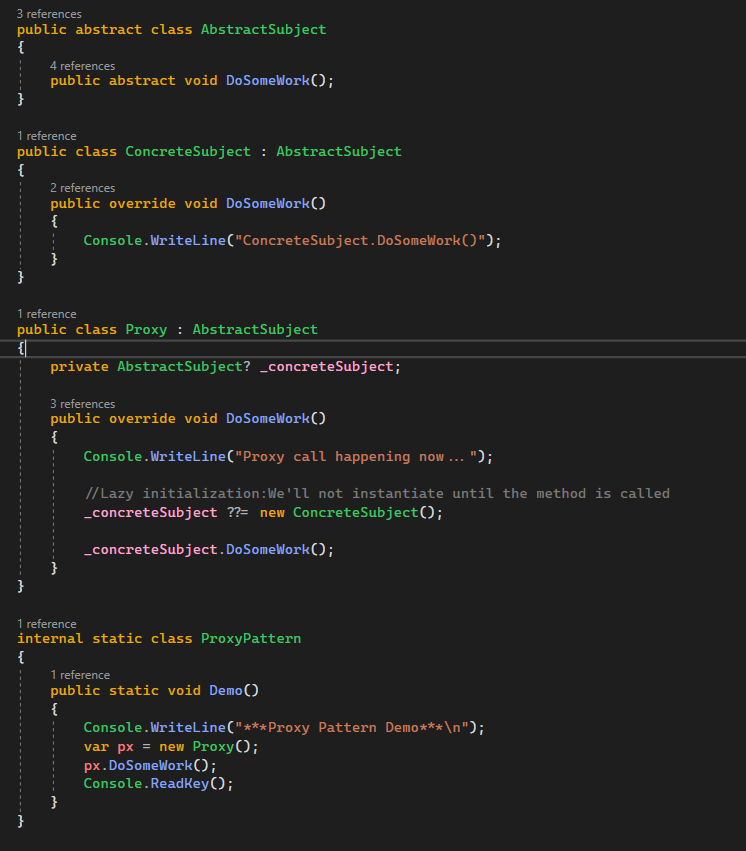 3 references
public abstract class AbstractSubject
{
4 references
public abstract void DoSomeWork();
}
1 reference
public class ConcreteSubject : AbstractSubject
{
2 references
public override void DoSomeWork()
{
Console.WriteLine("ConcreteSubject.DoSomeWork()");
}
}
1 reference
public class Proxy : AbstractSubject
{
private AbstractSubject? _concreteSubject;
3 references
public override void DoSomeWork()
{
Console.WriteLine("Proxy call happening now...");
//Lazy initialization:We'll not instantiate until the method is called
_concreteSubject ??= new ConcreteSubject();
_concreteSubject.DoSomeWork();
}
}
1 reference
internal static class ProxyPattern
{
1 reference
public static void Demo()
{
Console.WriteLine("***Proxy Pattern Demo***\n");
var px = new Proxy();
px.DoSomeWork();
Console.ReadKey();
}
}